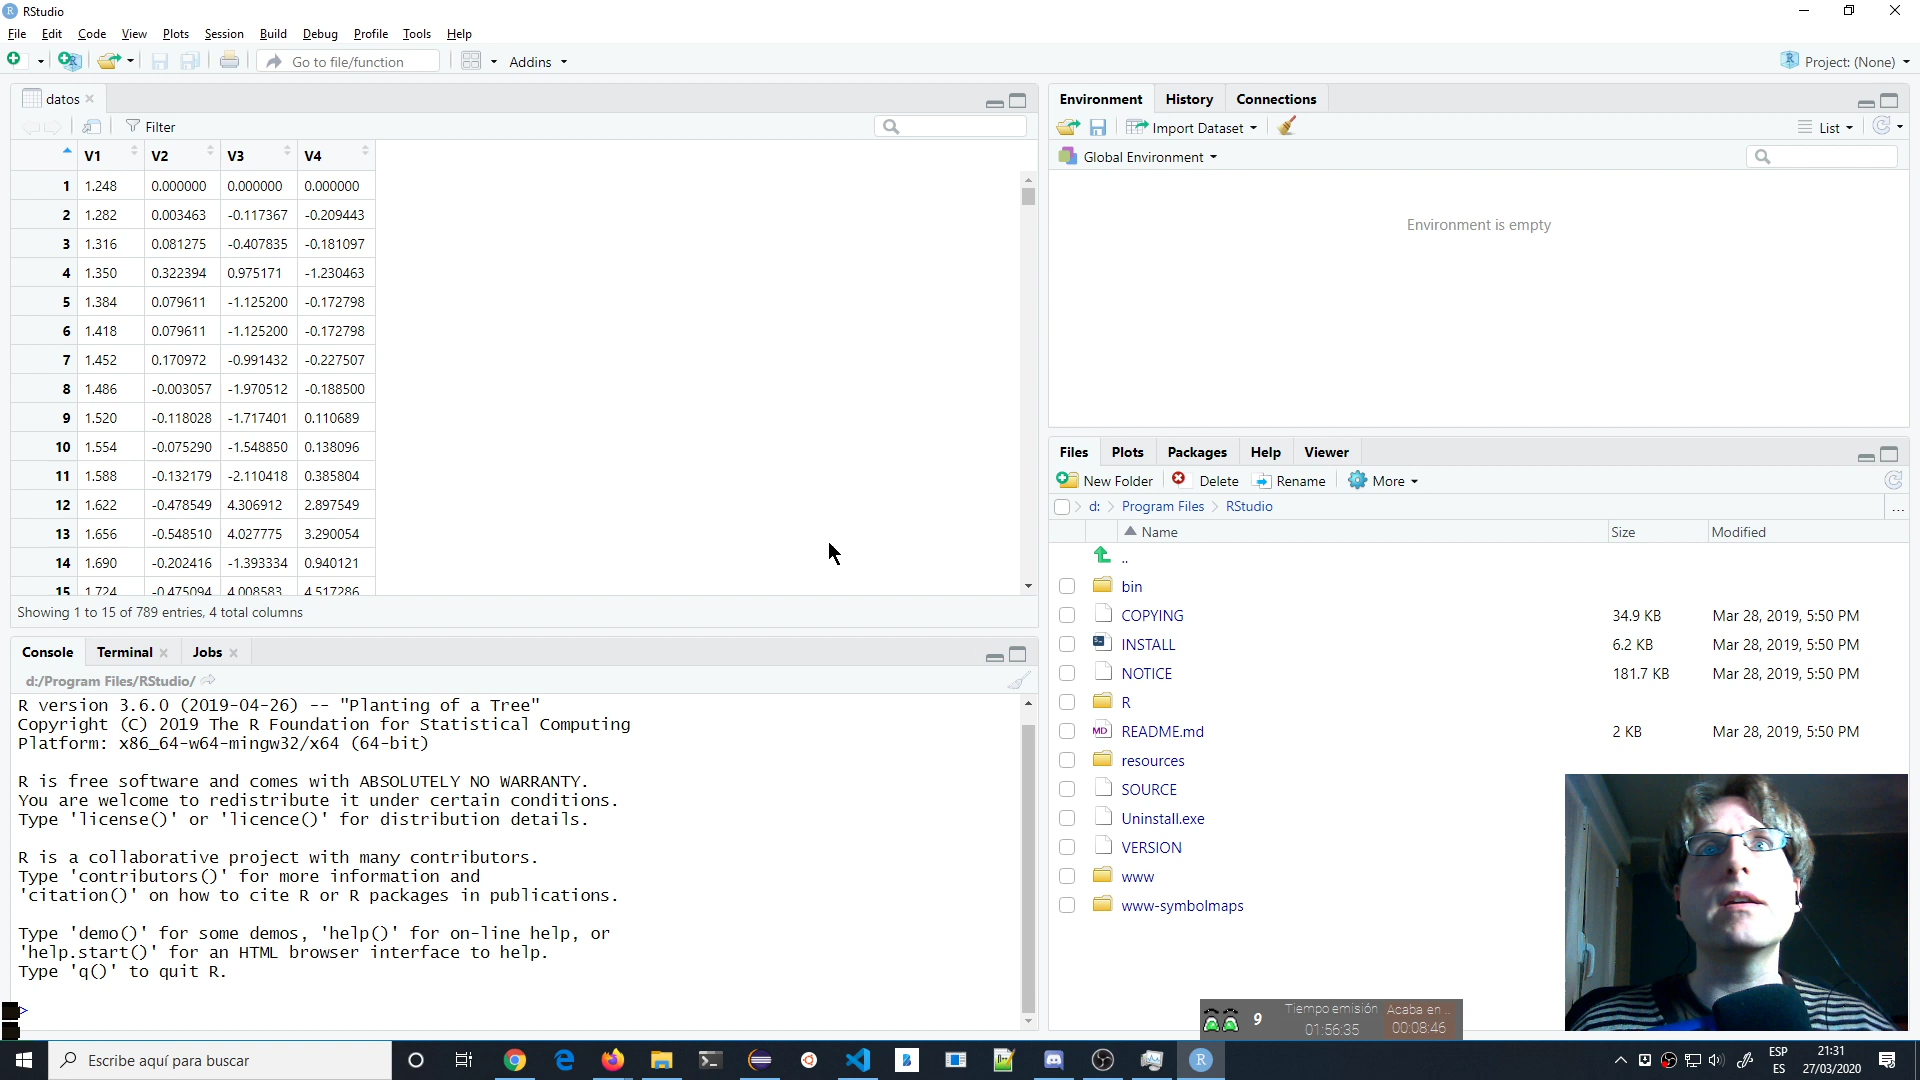 RStudio
File Edit Code View Plots Session Build Debug Profile Tools Help
Go to file/function Addins Project: (None)
datos
Filter
V1 V2 V3 V4
1 1.248 0.000000 0.000000 0.000000
2 1.282 0.003463 -0.117367 -0.209443
3 1.316 0.081275 -0.407835 -0.181097
4 1.350 0.322394 0.975171 -1.230463
5 1.384 0.079611 -1.125200 -0.172798
6 1.418 0.079611 -1.125200 -0.172798
7 1.452 0.170972 -0.991432 -0.227507
8 1.486 -0.003057 -1.970512 -0.188500
9 1.520 -0.118028 -1.717401 0.110689
10 1.554 -0.075290 -1.548850 0.138096
11 1.588 -0.132179 -2.110418 0.385804
12 1.622 -0.478549 4.306912 2.897549
13 1.656 -0.548510 4.027775 3.290054
14 1.690 -0.202416 -1.393334 0.940121
15 1.724 -0.475094 4.008583 4.517286
Showing 1 to 15 of 789 entries, 4 total columns
Console Terminal Jobs
d:/Program Files/RStudio/
R version 3.6.0 (2019-04-26) -- "Planting of a Tree"
Copyright (C) 2019 The R Foundation for Statistical Computing
Platform: x86_64-w64-mingw32/x64 (64-bit)
R is free software and comes with ABSOLUTELY NO WARRANTY.
You are welcome to redistribute it under certain conditions.
Type 'license()' or 'licence()' for distribution details.
R is a collaborative project with many contributors.
Type 'contributors()' for more information and
'citation()' on how to cite R or R packages in publications.
Type 'demo()' for some demos, 'help()' for on-line help, or
'help.start()' for an HTML browser interface to help.
Type 'q()' to quit R.
>
Environment History Connections
Import Dataset List
Global Environment
Environment is empty
Files Plots Packages Help Viewer
New Folder Delete Rename More
d: Program Files RStudio ...
Name Size Modified
..
bin
COPYING 34.9 KB Mar 28, 2019, 5:50 PM
INSTALL 6.2 KB Mar 28, 2019, 5:50 PM
NOTICE 181.7 KB Mar 28, 2019, 5:50 PM
R
README.md 2 KB Mar 28, 2019, 5:50 PM
resources
SOURCE
Uninstall.exe
VERSION
www
www-symbolmaps
9 Tiempo emisión Acaba en ..
01:56:35 00:08:46
Escribe aquí para buscar
ESP
ES
21:31
27/03/2020